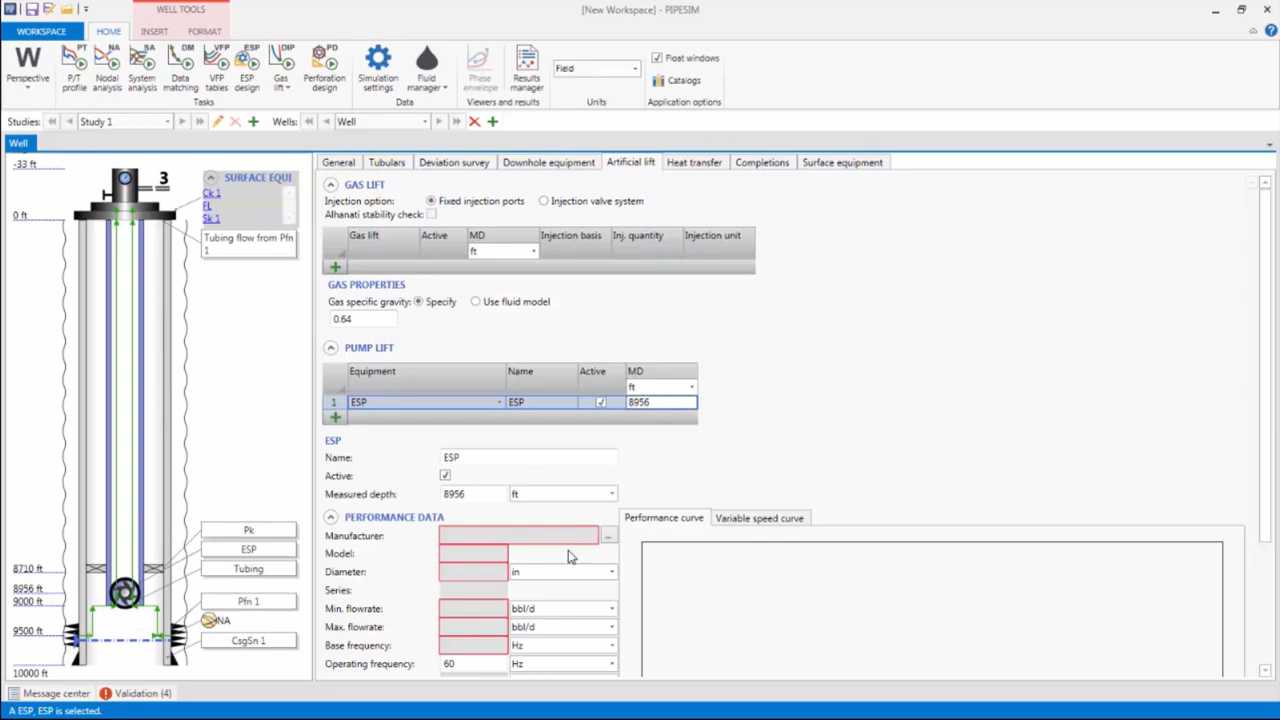 WELL TOOLS
[New Workspace] - PIPESIM
WORKSPACE HOME INSERT FORMAT
W Perspective
PT P/T profile
NA Nodal analysis
SA System analysis
DM Data matching
VFP VFP tables
ESP ESP design
DIP Gas lift
PD Perforation design
Tasks
Simulation settings
Fluid manager
Data
Phase envelope
Results manager
Viewers and results
Field
Units
Float windows
Catalogs
Application options
Studies: Study 1 Wells: Well
Well
General Tubulars Deviation survey Downhole equipment Artificial lift Heat transfer Completions Surface equipment
-33 ft
3
SURFACE EQUI
Ck 1
FL
Sk 1
0 ft
Tubing flow from Pfn
1
Pk
ESP
8710 ft Tubing
8956 ft
9000 ft Pfn 1
NA
9500 ft CsgSn 1
10000 ft
GAS LIFT
Injection option: Fixed injection ports Injection valve system
Alhanati stability check:
Gas lift Active MD Injection basis Inj. quantity Injection unit
ft
GAS PROPERTIES
Gas specific gravity: Specify Use fluid model
0.64
PUMP LIFT
Equipment Name Active MD
ft
1 ESP ESP 8956
ESP
Name: ESP
Active:
Measured depth: 8956 ft
PERFORMANCE DATA
Performance curve Variable speed curve
Manufacturer: ...
Model:
Diameter: in
Series:
Min. flowrate: bbl/d
Max. flowrate: bbl/d
Base frequency: Hz
Operating frequency: 60 Hz
Message center Validation (4)
A ESP, ESP is selected.